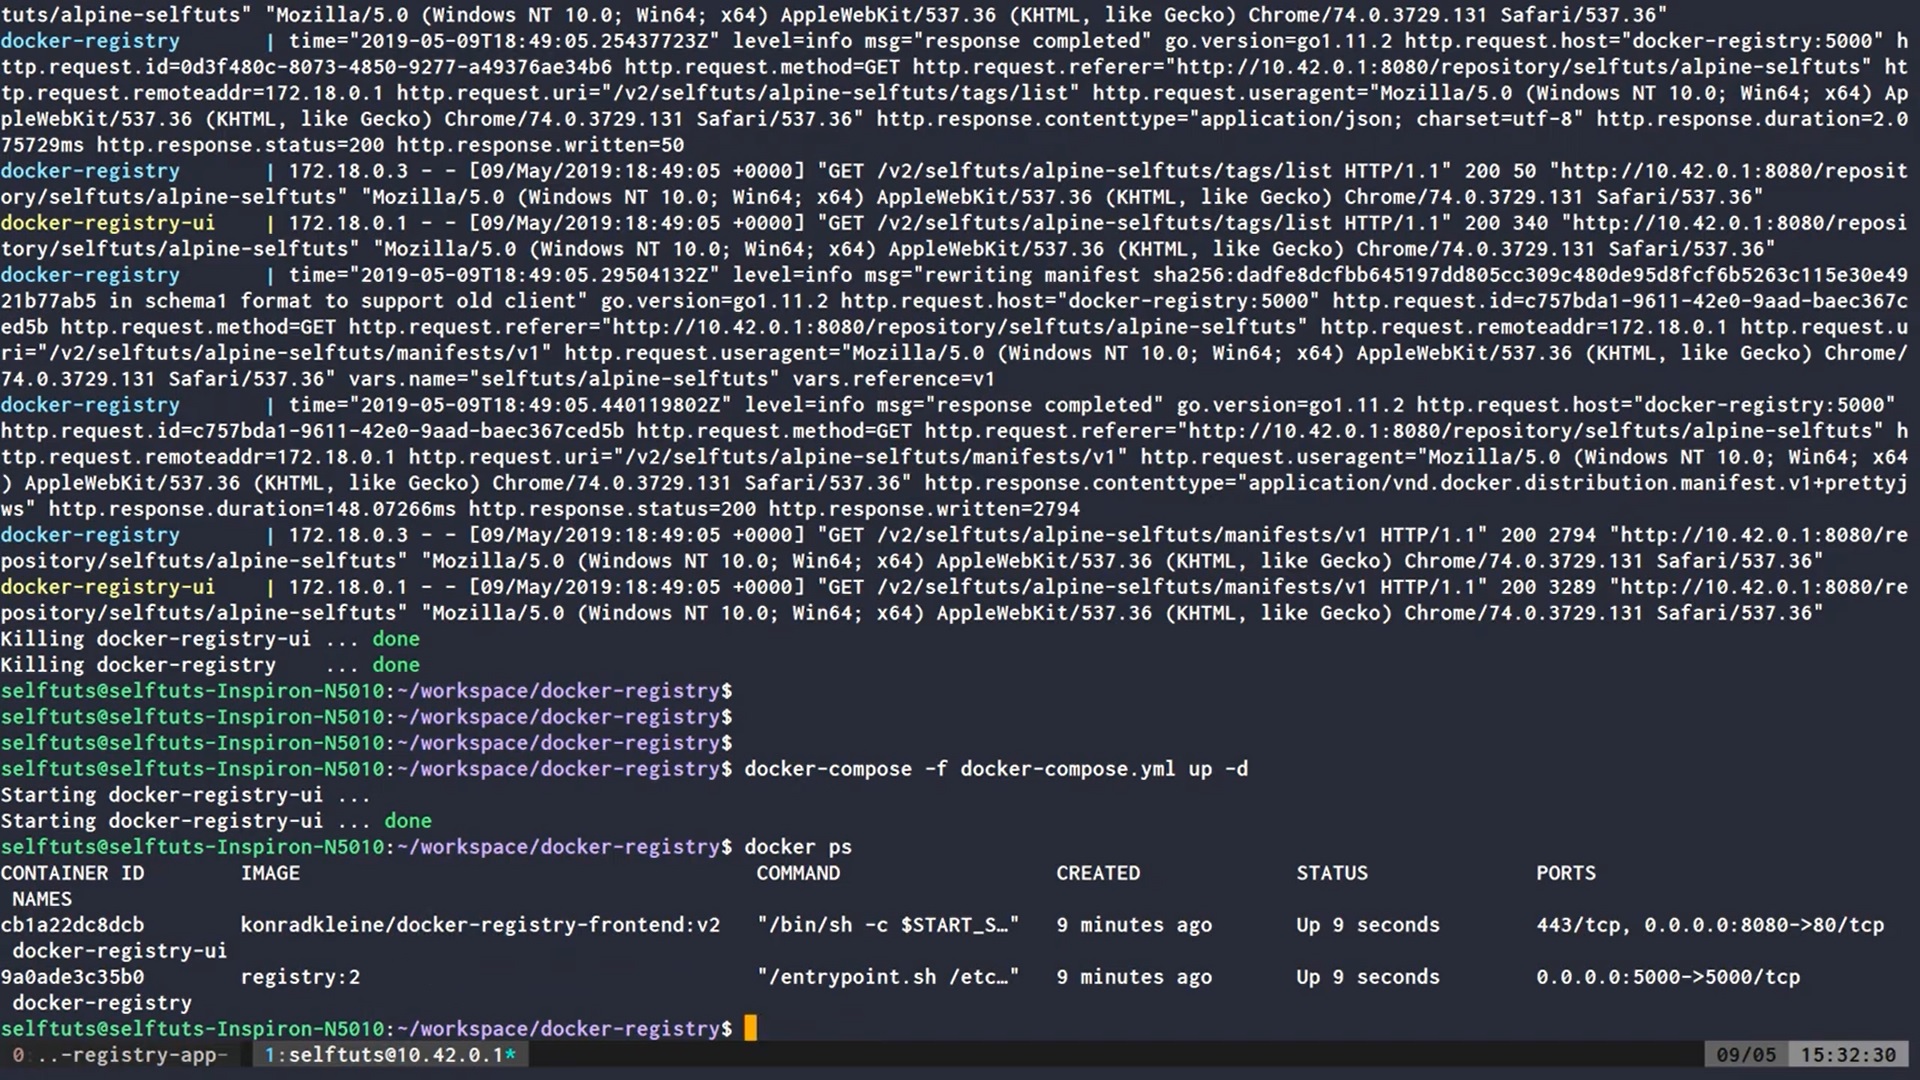 tuts/alpine-selftuts" "Mozilla/5.0 (Windows NT 10.0; Win64; x64) AppleWebKit/537.36 (KHTML, like Gecko) Chrome/74.0.3729.131 Safari/537.36"
docker-registry | time="2019-05-09T18:49:05.25437723Z" level=info msg="response completed" go.version=go1.11.2 http.request.host="docker-registry:5000" h
ttp.request.id=0d3f480c-8073-4850-9277-a49376ae34b6 http.request.method=GET http.request.referer="http://10.42.0.1:8080/repository/selftuts/alpine-selftuts" ht
tp.request.remoteaddr=172.18.0.1 http.request.uri="/v2/selftuts/alpine-selftuts/tags/list" http.request.useragent="Mozilla/5.0 (Windows NT 10.0; Win64; x64) Ap
pleWebKit/537.36 (KHTML, like Gecko) Chrome/74.0.3729.131 Safari/537.36" http.response.contenttype="application/json; charset=utf-8" http.response.duration=2.0
75729ms http.response.status=200 http.response.written=50
docker-registry | 172.18.0.3 - - [09/May/2019:18:49:05 +0000] "GET /v2/selftuts/alpine-selftuts/tags/list HTTP/1.1" 200 50 "http://10.42.0.1:8080/reposit
ory/selftuts/alpine-selftuts" "Mozilla/5.0 (Windows NT 10.0; Win64; x64) AppleWebKit/537.36 (KHTML, like Gecko) Chrome/74.0.3729.131 Safari/537.36"
docker-registry-ui | 172.18.0.1 - - [09/May/2019:18:49:05 +0000] "GET /v2/selftuts/alpine-selftuts/tags/list HTTP/1.1" 200 340 "http://10.42.0.1:8080/reposi
tory/selftuts/alpine-selftuts" "Mozilla/5.0 (Windows NT 10.0; Win64; x64) AppleWebKit/537.36 (KHTML, like Gecko) Chrome/74.0.3729.131 Safari/537.36"
docker-registry | time="2019-05-09T18:49:05.29504132Z" level=info msg="rewriting manifest sha256:dadfe8dcfbb645197dd805cc309c480de95d8fcf6b5263c115e30e49
21b77ab5 in schema1 format to support old client" go.version=go1.11.2 http.request.host="docker-registry:5000" http.request.id=c757bda1-9611-42e0-9aad-baec367c
ed5b http.request.method=GET http.request.referer="http://10.42.0.1:8080/repository/selftuts/alpine-selftuts" http.request.remoteaddr=172.18.0.1 http.request.u
ri="/v2/selftuts/alpine-selftuts/manifests/v1" http.request.useragent="Mozilla/5.0 (Windows NT 10.0; Win64; x64) AppleWebKit/537.36 (KHTML, like Gecko) Chrome/
74.0.3729.131 Safari/537.36" vars.name="selftuts/alpine-selftuts" vars.reference=v1
docker-registry | time="2019-05-09T18:49:05.440119802Z" level=info msg="response completed" go.version=go1.11.2 http.request.host="docker-registry:5000"
http.request.id=c757bda1-9611-42e0-9aad-baec367ced5b http.request.method=GET http.request.referer="http://10.42.0.1:8080/repository/selftuts/alpine-selftuts" h
ttp.request.remoteaddr=172.18.0.1 http.request.uri="/v2/selftuts/alpine-selftuts/manifests/v1" http.request.useragent="Mozilla/5.0 (Windows NT 10.0; Win64; x64
) AppleWebKit/537.36 (KHTML, like Gecko) Chrome/74.0.3729.131 Safari/537.36" http.response.contenttype="application/vnd.docker.distribution.manifest.v1+prettyj
ws" http.response.duration=148.07266ms http.response.status=200 http.response.written=2794
docker-registry | 172.18.0.3 - - [09/May/2019:18:49:05 +0000] "GET /v2/selftuts/alpine-selftuts/manifests/v1 HTTP/1.1" 200 2794 "http://10.42.0.1:8080/re
pository/selftuts/alpine-selftuts" "Mozilla/5.0 (Windows NT 10.0; Win64; x64) AppleWebKit/537.36 (KHTML, like Gecko) Chrome/74.0.3729.131 Safari/537.36"
docker-registry-ui | 172.18.0.1 - - [09/May/2019:18:49:05 +0000] "GET /v2/selftuts/alpine-selftuts/manifests/v1 HTTP/1.1" 200 3289 "http://10.42.0.1:8080/re
pository/selftuts/alpine-selftuts" "Mozilla/5.0 (Windows NT 10.0; Win64; x64) AppleWebKit/537.36 (KHTML, like Gecko) Chrome/74.0.3729.131 Safari/537.36"
Killing docker-registry-ui ... done
Killing docker-registry ... done
selftuts@selftuts-Inspiron-N5010:~/workspace/docker-registry$
selftuts@selftuts-Inspiron-N5010:~/workspace/docker-registry$
selftuts@selftuts-Inspiron-N5010:~/workspace/docker-registry$
selftuts@selftuts-Inspiron-N5010:~/workspace/docker-registry$ docker-compose -f docker-compose.yml up -d
Starting docker-registry-ui ...
Starting docker-registry-ui ... done
selftuts@selftuts-Inspiron-N5010:~/workspace/docker-registry$ docker ps
CONTAINER ID IMAGE COMMAND CREATED STATUS PORTS
NAMES
cb1a22dc8dcb konradkleine/docker-registry-frontend:v2 "/bin/sh -c $START_S…" 9 minutes ago Up 9 seconds 443/tcp, 0.0.0.0:8080->80/tcp
docker-registry-ui
9a0ade3c35b0 registry:2 "/entrypoint.sh /etc…" 9 minutes ago Up 9 seconds 0.0.0.0:5000->5000/tcp
docker-registry
selftuts@selftuts-Inspiron-N5010:~/workspace/docker-registry$
0:..-registry-app- 1:selftuts@10.42.0.1* 09/05 15:32:30